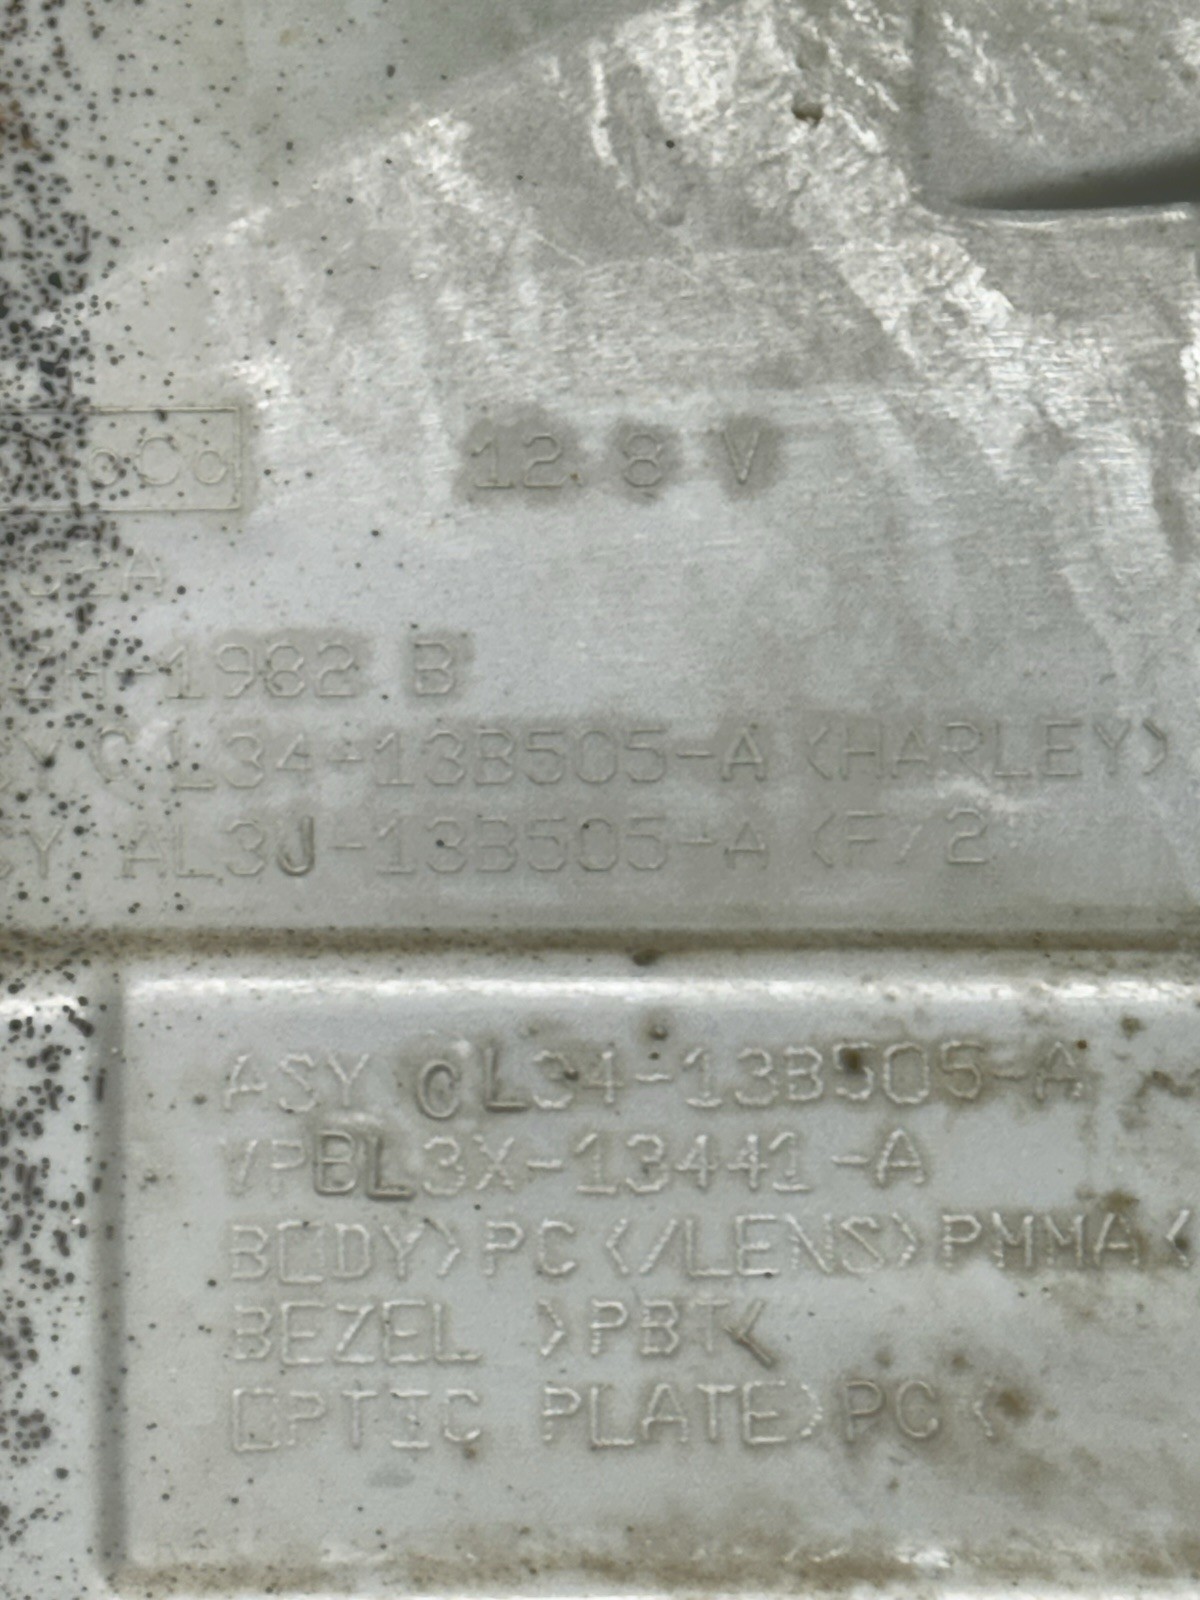 12.8 V
-1982 B
CL34-13B505-A <HARLEY>
AL3J-13B505-A <F/2
ASY CL34-13B505-A
VPBL3X-13441-A
BODY>PC</LENS>PMMA<
BEZEL >PBT<
OPTIC PLATE>PC<